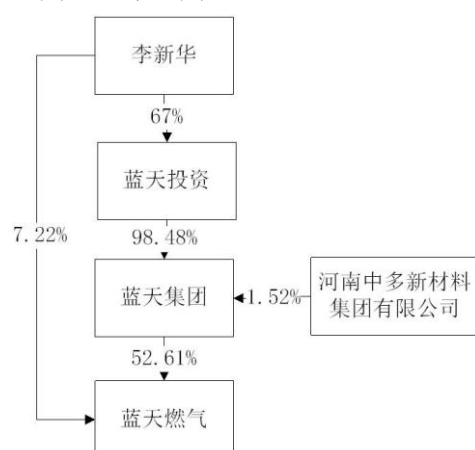 李新华
67%
蓝天投资
7.22%
98.48%
蓝天集团
1.52%
河南中多新材料
集团有限公司
52.61%
蓝天燃气